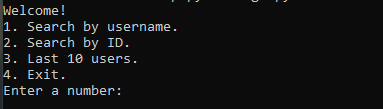 Welcome!
1. Search by username.
2. Search by ID.
3. Last 10 users.
4. Exit.
Enter a number: